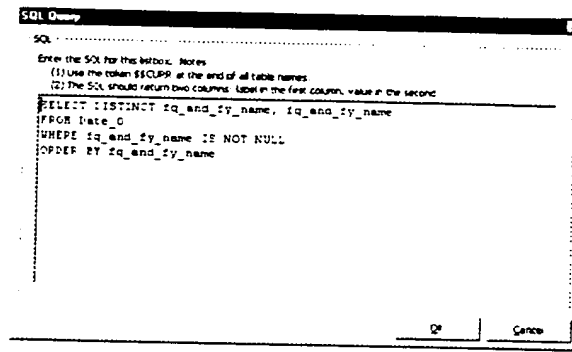 SQL Query
SQL
Enter the SQL for this listbox. Notes
(1) Use the token $$CURR at the end of all table names
(2) The SQL should return two columns: label in the first column, value in the second
SELECT DISTINCT fq_and_fy_name, fq_and_fy_name
FROM Date_0
WHERE fq_and_fy_name IS NOT NULL
ORDER BY fq_and_fy_name
Ok Cancel